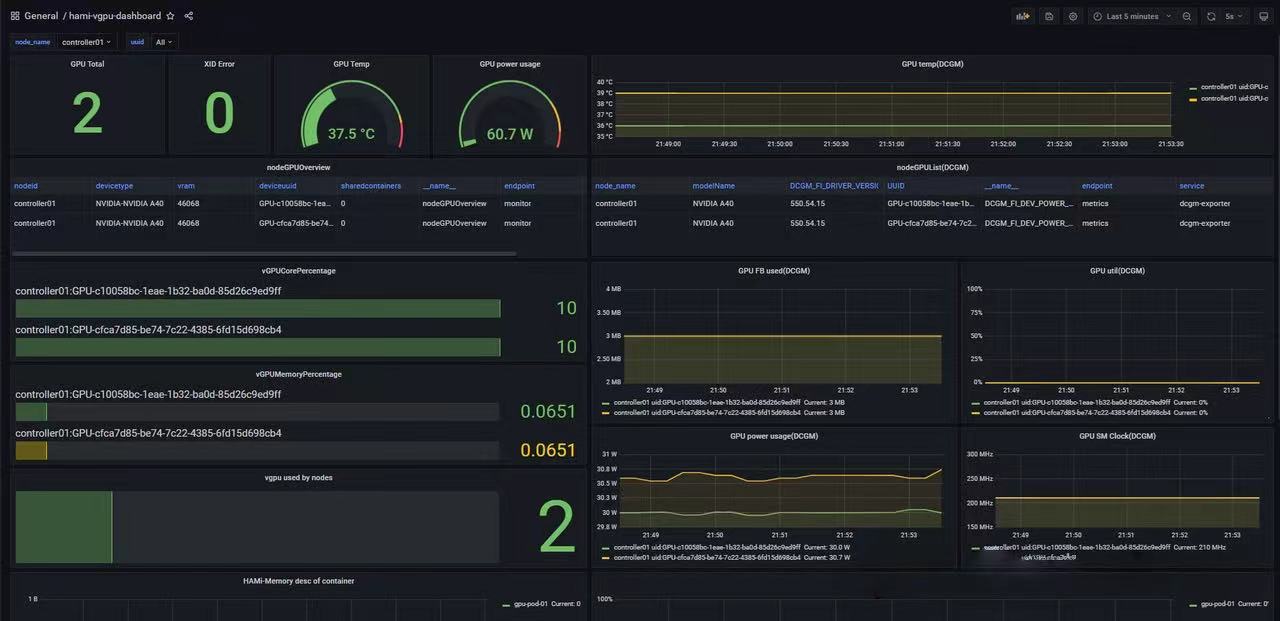 General / hami-vgpu-dashboard
Last 5 minutes
5s
node_name controller01 uuid All
GPU Total
2
XID Error
0
GPU Temp
37.5 °C
GPU power usage
60.7 W
GPU temp(DCGM)
40 °C
39 °C
38 °C
37 °C
36 °C
35 °C
21:49:00 21:49:30 21:50:00 21:50:30 21:51:00 21:51:30 21:52:00 21:52:30 21:53:00 21:53:30
controller01 uid:GPU-c
controller01 uid:GPU-c
nodeGPUOverview
nodeid devicetype vram deviceuuid sharedcontainers __name__ endpoint
controller01 NVIDIA-NVIDIA A40 46068 GPU-c10058bc-1ea... 0 nodeGPUOverview monitor
controller01 NVIDIA-NVIDIA A40 46068 GPU-cfca7d85-be74... 0 nodeGPUOverview monitor
nodeGPUList(DCGM)
node_name modelName DCGM_FI_DRIVER_VERSI UUID __name__ endpoint service
controller01 NVIDIA A40 550.54.15 GPU-c10058bc-1eae-1b... DCGM_FI_DEV_POWER_... metrics dcgm-exporter
controller01 NVIDIA A40 550.54.15 GPU-cfca7d85-be74-7c2... DCGM_FI_DEV_POWER_... metrics dcgm-exporter
vGPUCorePercentage
controller01:GPU-c10058bc-1eae-1b32-ba0d-85d26c9ed9ff
10
controller01:GPU-cfca7d85-be74-7c22-4385-6fd15d698cb4
10
vGPUMemoryPercentage
controller01:GPU-c10058bc-1eae-1b32-ba0d-85d26c9ed9ff
0.0651
controller01:GPU-cfca7d85-be74-7c22-4385-6fd15d698cb4
0.0651
vgpu used by nodes
2
GPU FB used(DCGM)
4 MB
3.50 MB
3 MB
2.50 MB
2 MB
21:49 21:50 21:51 21:52 21:53
controller01 uid:GPU-c10058bc-1eae-1b32-ba0d-85d26c9ed9ff Current: 3 MB
controller01 uid:GPU-cfca7d85-be74-7c22-4385-6fd15d698cb4 Current: 3 MB
GPU util(DCGM)
100%
75%
50%
25%
0%
21:49 21:50 21:51 21:52 21:53
controller01 uid:GPU-c10058bc-1eae-1b32-ba0d-85d26c9ed9ff Current: 0%
controller01 uid:GPU-cfca7d85-be74-7c22-4385-6fd15d698cb4 Current: 0%
GPU power usage(DCGM)
31 W
30.8 W
30.5 W
30.3 W
30 W
29.8 W
21:49 21:50 21:51 21:52 21:53
controller01 uid:GPU-c10058bc-1eae-1b32-ba0d-85d26c9ed9ff Current: 30.0 W
controller01 uid:GPU-cfca7d85-be74-7c22-4385-6fd15d698cb4 Current: 30.7 W
GPU SM Clock(DCGM)
300 MHz
250 MHz
200 MHz
150 MHz
21:49 21:50 21:51 21:52 21:53
controller01 uid:GPU-c10058bc-1eae-1b32-ba0d-85d26c9ed9ff Current: 210 MHz
HAMi-Memory desc of container
1 B
gpu-pod-01 Current: 0
100%
gpu-pod-01 Current: 0